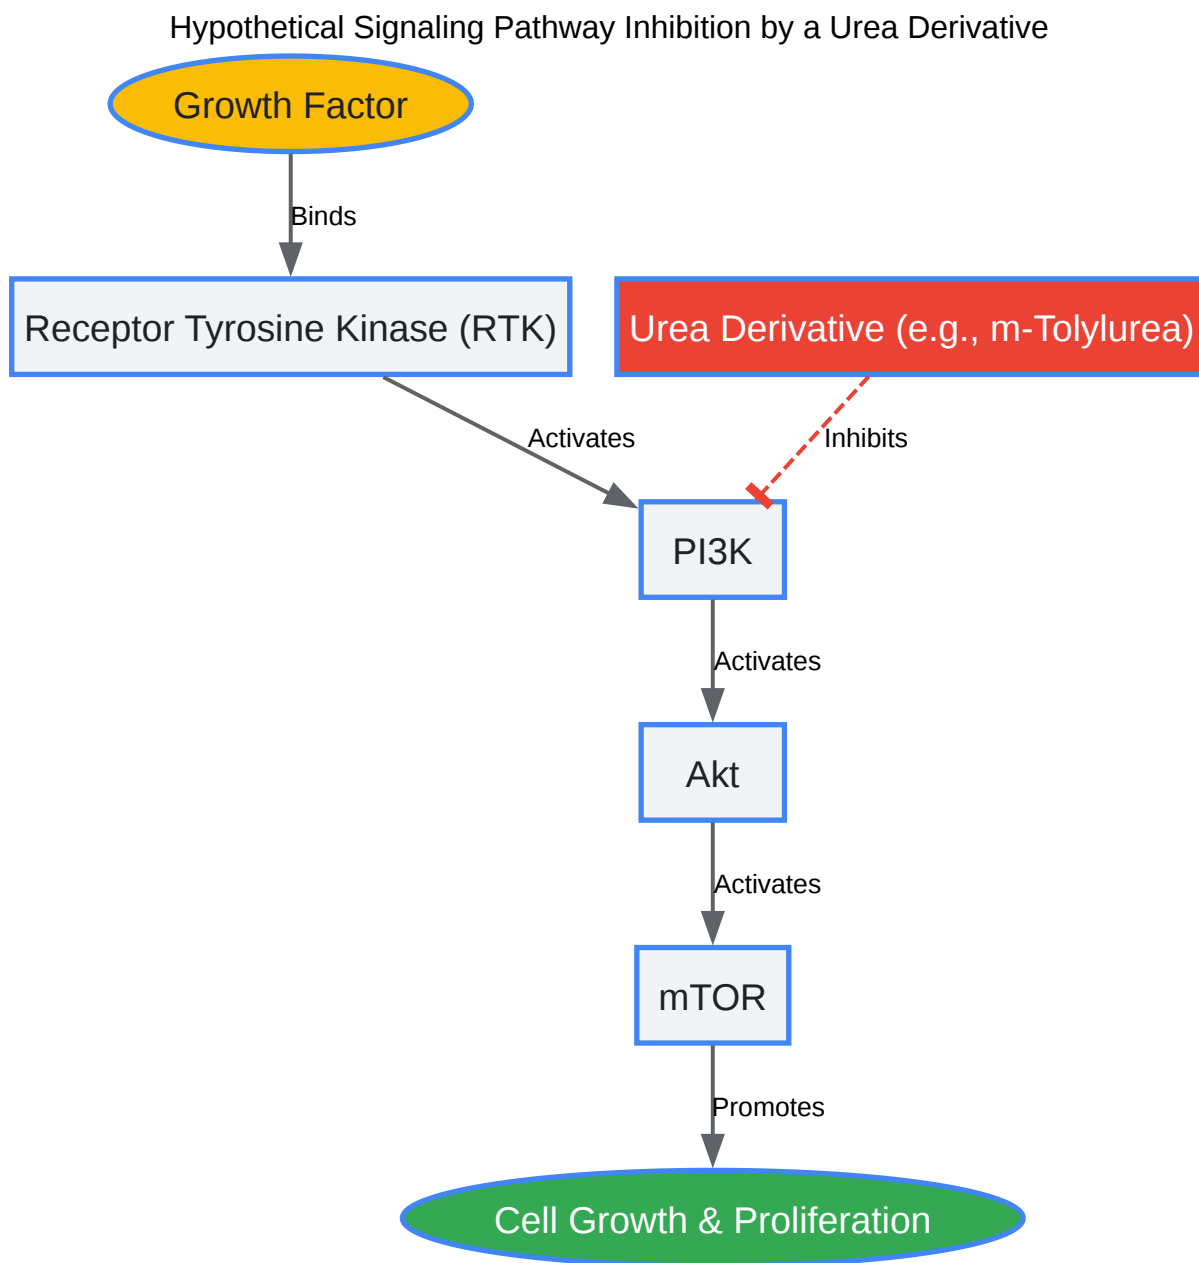 Hypothetical Signaling Pathway Inhibition by a Urea Derivative
Growth Factor
Binds
Receptor Tyrosine Kinase (RTK)
Urea Derivative (e.g., m-Tolylurea)
Activates
Inhibits
PI3K
Activates
Akt
Activates
mTOR
Promotes
Cell Growth & Proliferation